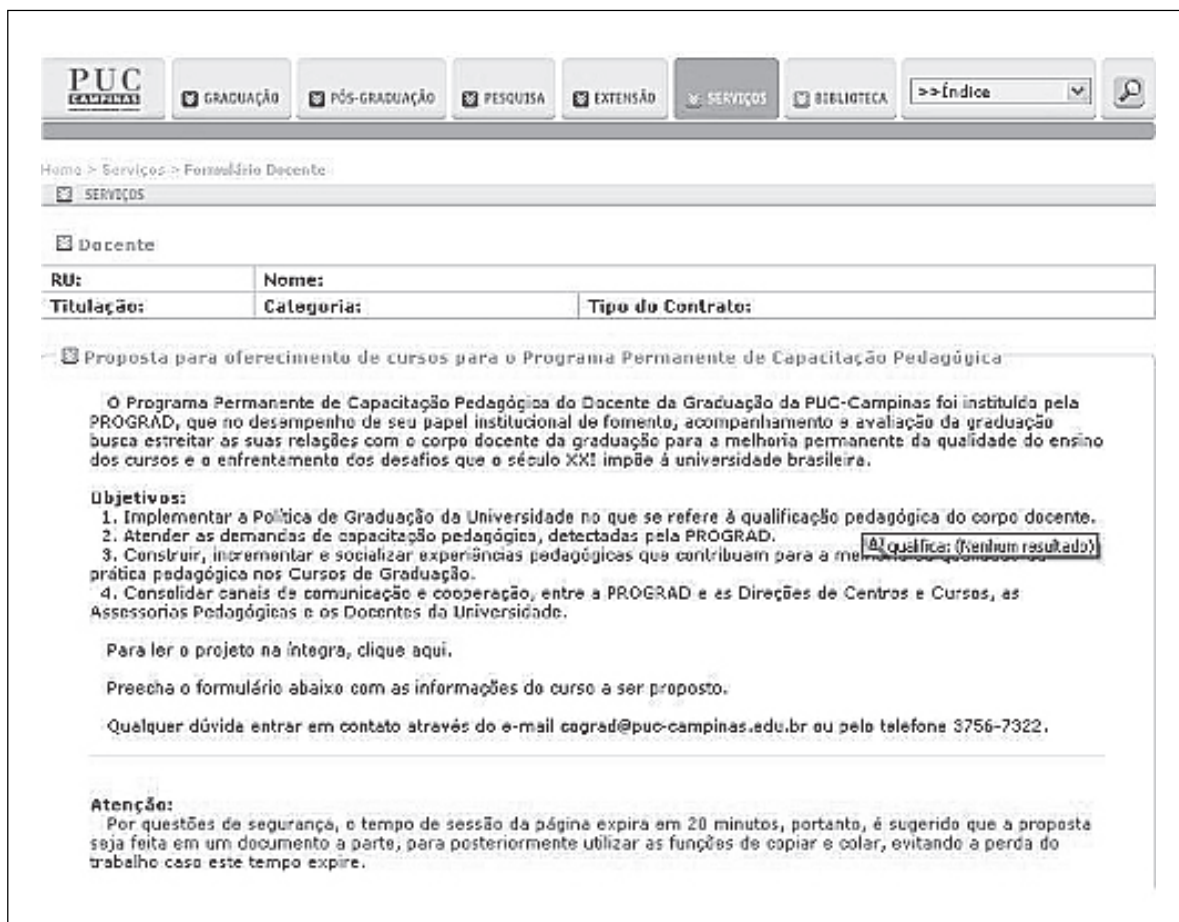 PUC
CAMPINAS
GRADUAÇÃO
PÓS-GRADUAÇÃO
PESQUISA
EXTENSÃO
SERVIÇOS
BIBLIOTECA
>>Índice
Home > Serviços > Formulário Docente
SERVIÇOS
Docente
RU: Nome:
Titulação: Categoria: Tipo do Contrato:
Proposta para oferecimento de cursos para o Programa Permanente de Capacitação Pedagógica
O Programa Permanente de Capacitação Pedagógica do Docente da Graduação da PUC-Campinas foi instituído pela
PROGRAD, que no desempenho de seu papel institucional de fomento, acompanhamento e avaliação da graduação
busca estreitar as suas relações com o corpo docente da graduação para a melhoria permanente da qualidade do ensino
dos cursos e o enfrentamento dos desafios que o século XXI impõe à universidade brasileira.
Objetivos:
1. Implementar a Política de Graduação da Universidade no que se refere à qualificação pedagógica do corpo docente.
2. Atender as demandas de capacitação pedagógica, detectadas pela PROGRAD.
qualifica: (Nenhum resultado)
3. Construir, incrementar e socializar experiências pedagógicas que contribuam para a
prática pedagógica nos Cursos de Graduação.
4. Consolidar canais de comunicação e cooperação, entre a PROGRAD e as Direções de Centros e Cursos, as
Assessorias Pedagógicas e os Docentes da Universidade.
Para ler o projeto na íntegra, clique aqui.
Preecha o formulário abaixo com as informações do curso a ser proposto.
Qualquer dúvida entrar em contato através do e-mail cograd@puc-campinas.edu.br ou pelo telefone 3756-7322.
Atenção:
Por questões de segurança, o tempo de sessão da página expira em 20 minutos, portanto, é sugerido que a proposta
seja feita em um documento a parte, para posteriormente utilizar as funções de copiar e colar, evitando a perda do
trabalho caso este tempo expire.